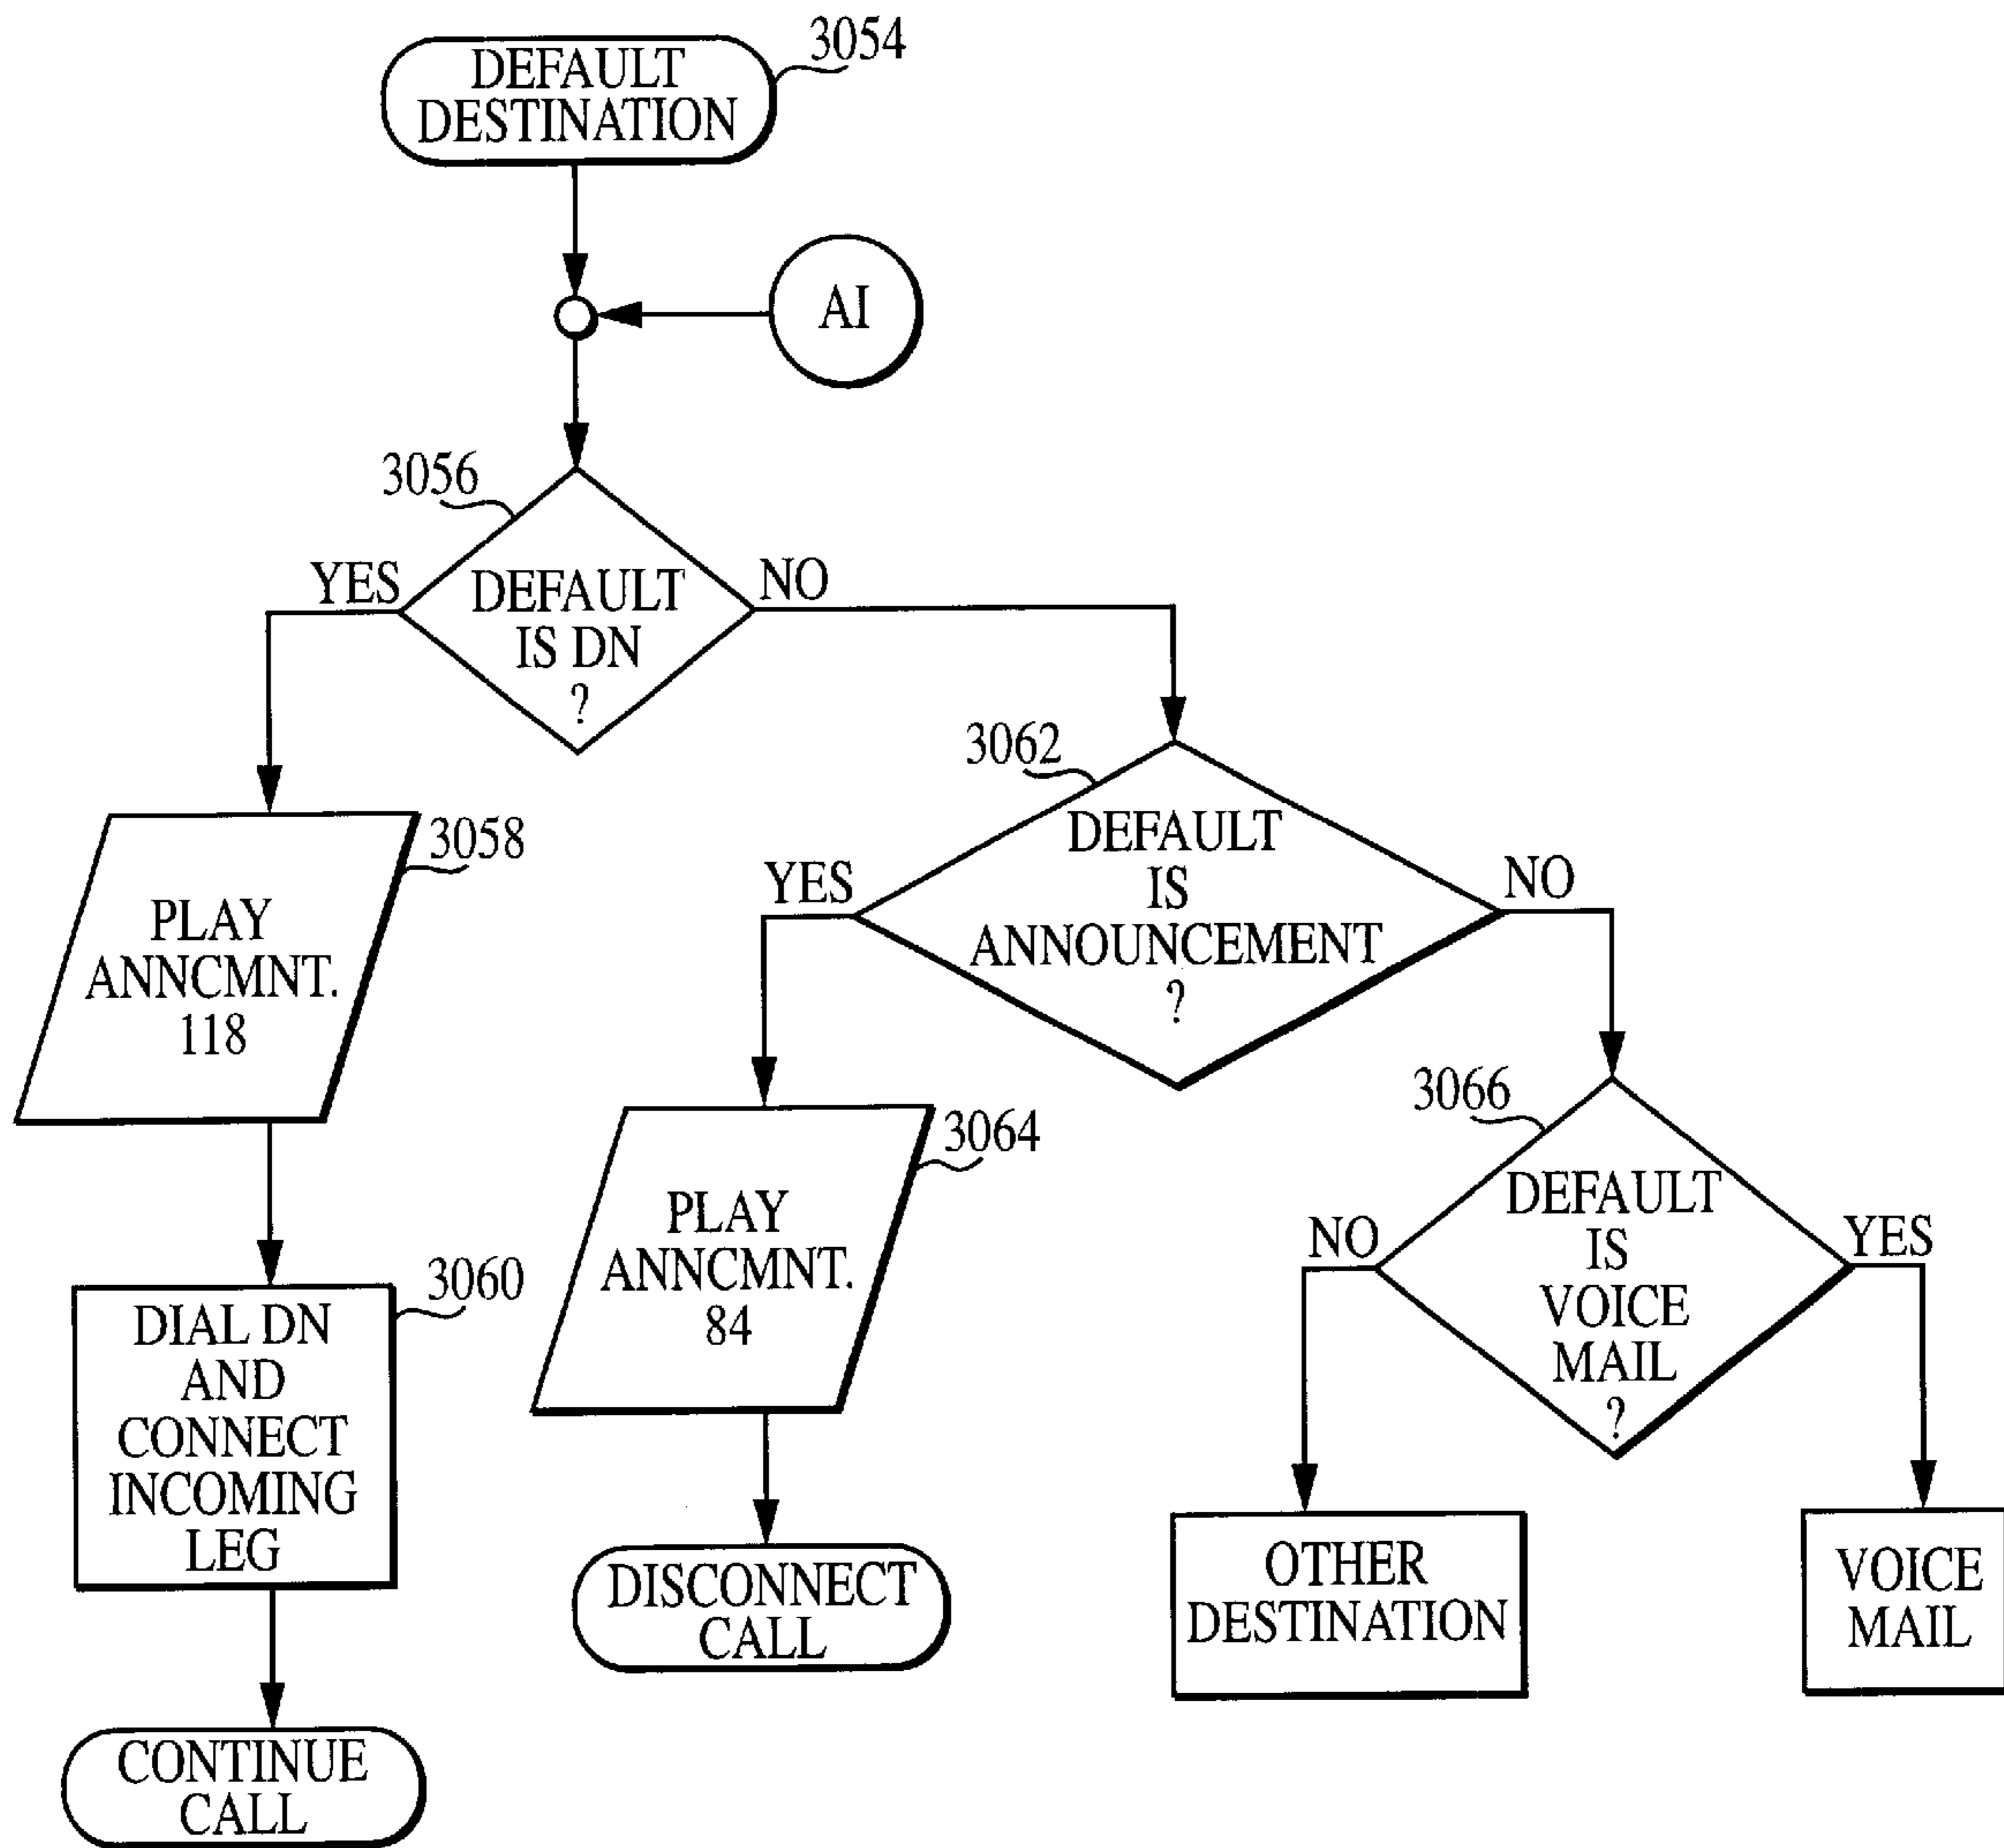 3054
DEFAULT
DESTINATION
AI
3056
YES
NO
DEFAULT
IS DN
?
3062
DEFAULT
IS
ANNOUNCEMENT
?
YES
NO
3058
PLAY
ANNCMNT.
118
3064
PLAY
ANNCMNT.
84
3066
DEFAULT
IS
VOICE
MAIL
?
NO
YES
3060
DIAL DN
AND
CONNECT
INCOMING
LEG
DISCONNECT
CALL
OTHER
DESTINATION
VOICE
MAIL
CONTINUE
CALL